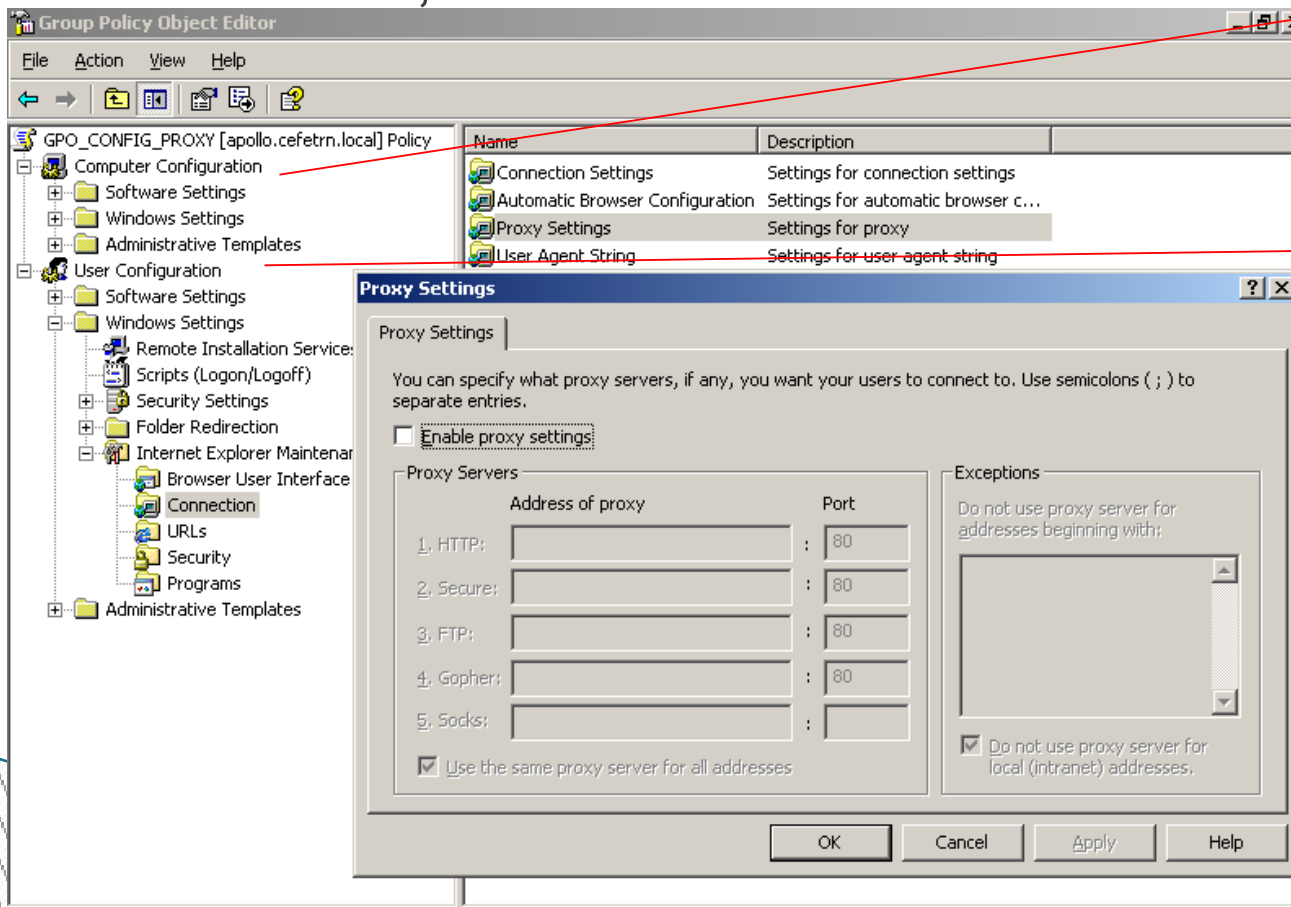 Group Policy Object Editor
File Action View Help
GPO_CONFIG_PROXY [apollo.cefetrn.local] Policy
Computer Configuration
Software Settings
Windows Settings
Administrative Templates
User Configuration
Software Settings
Windows Settings
Remote Installation Services
Scripts (Logon/Logoff)
Security Settings
Folder Redirection
Internet Explorer Maintenan
Browser User Interface
Connection
URLs
Security
Programs
Administrative Templates
Name Description
Connection Settings Settings for connection settings
Automatic Browser Configuration Settings for automatic browser c...
Proxy Settings Settings for proxy
User Agent String Settings for user agent string
Proxy Settings
Proxy Settings
You can specify what proxy servers, if any, you want your users to connect to. Use semicolons ( ; ) to
separate entries.
Enable proxy settings
Proxy Servers
Address of proxy Port
1. HTTP: : 80
2. Secure: : 80
3. FTP: : 80
4. Gopher: : 80
5. Socks: :
Use the same proxy server for all addresses
Exceptions
Do not use proxy server for
addresses beginning with:
Do not use proxy server for
local (intranet) addresses.
OK Cancel Apply Help